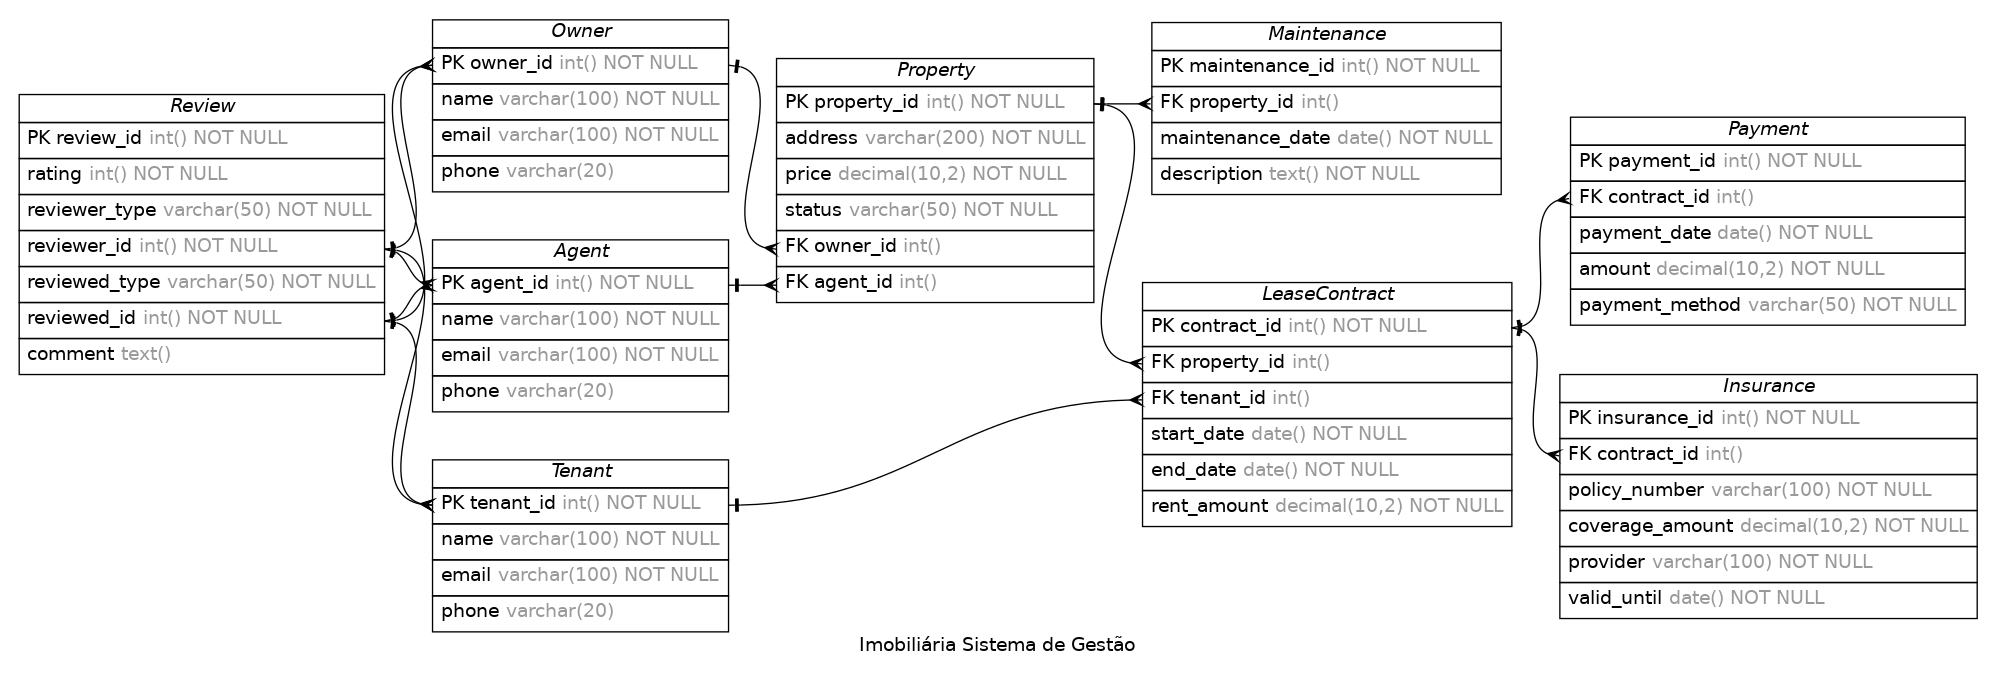 Review
PK review_id int() NOT NULL
rating int() NOT NULL
reviewer_type varchar(50) NOT NULL
reviewer_id int() NOT NULL
reviewed_type varchar(50) NOT NULL
reviewed_id int() NOT NULL
comment text()
Owner
PK owner_id int() NOT NULL
name varchar(100) NOT NULL
email varchar(100) NOT NULL
phone varchar(20)
Agent
PK agent_id int() NOT NULL
name varchar(100) NOT NULL
email varchar(100) NOT NULL
phone varchar(20)
Tenant
PK tenant_id int() NOT NULL
name varchar(100) NOT NULL
email varchar(100) NOT NULL
phone varchar(20)
Property
PK property_id int() NOT NULL
address varchar(200) NOT NULL
price decimal(10,2) NOT NULL
status varchar(50) NOT NULL
FK owner_id int()
FK agent_id int()
Maintenance
PK maintenance_id int() NOT NULL
FK property_id int()
maintenance_date date() NOT NULL
description text() NOT NULL
LeaseContract
PK contract_id int() NOT NULL
FK property_id int()
FK tenant_id int()
start_date date() NOT NULL
end_date date() NOT NULL
rent_amount decimal(10,2) NOT NULL
Payment
PK payment_id int() NOT NULL
FK contract_id int()
payment_date date() NOT NULL
amount decimal(10,2) NOT NULL
payment_method varchar(50) NOT NULL
Insurance
PK insurance_id int() NOT NULL
FK contract_id int()
policy_number varchar(100) NOT NULL
coverage_amount decimal(10,2) NOT NULL
provider varchar(100) NOT NULL
valid_until date() NOT NULL
Imobiliária Sistema de Gestão